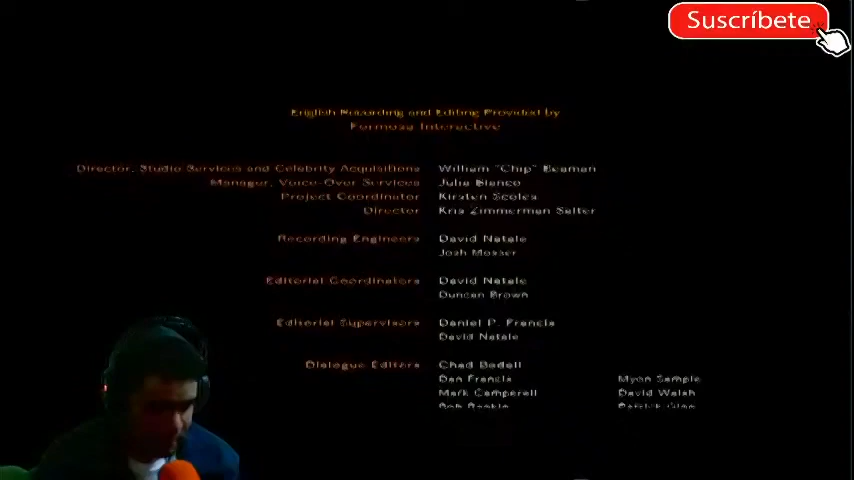 Suscríbete
English Recording and Editing Provided by
Formosa Interactive
Director, Studio Services and Celebrity Acquisitions William "Chip" Beaman
Manager, Voice-Over Services Julia Bianco
Project Coordinator Kirsten Scoles
Director Kris Zimmerman Salter
Recording Engineers David Natale
Josh Mosser
Editorial Coordinators David Natale
Duncan Brown
Editorial Supervisors Daniel P. Francis
David Natale
Dialogue Editors Chad Bedell
Dan Francis Myon Sample
Mark Camperell David Walsh